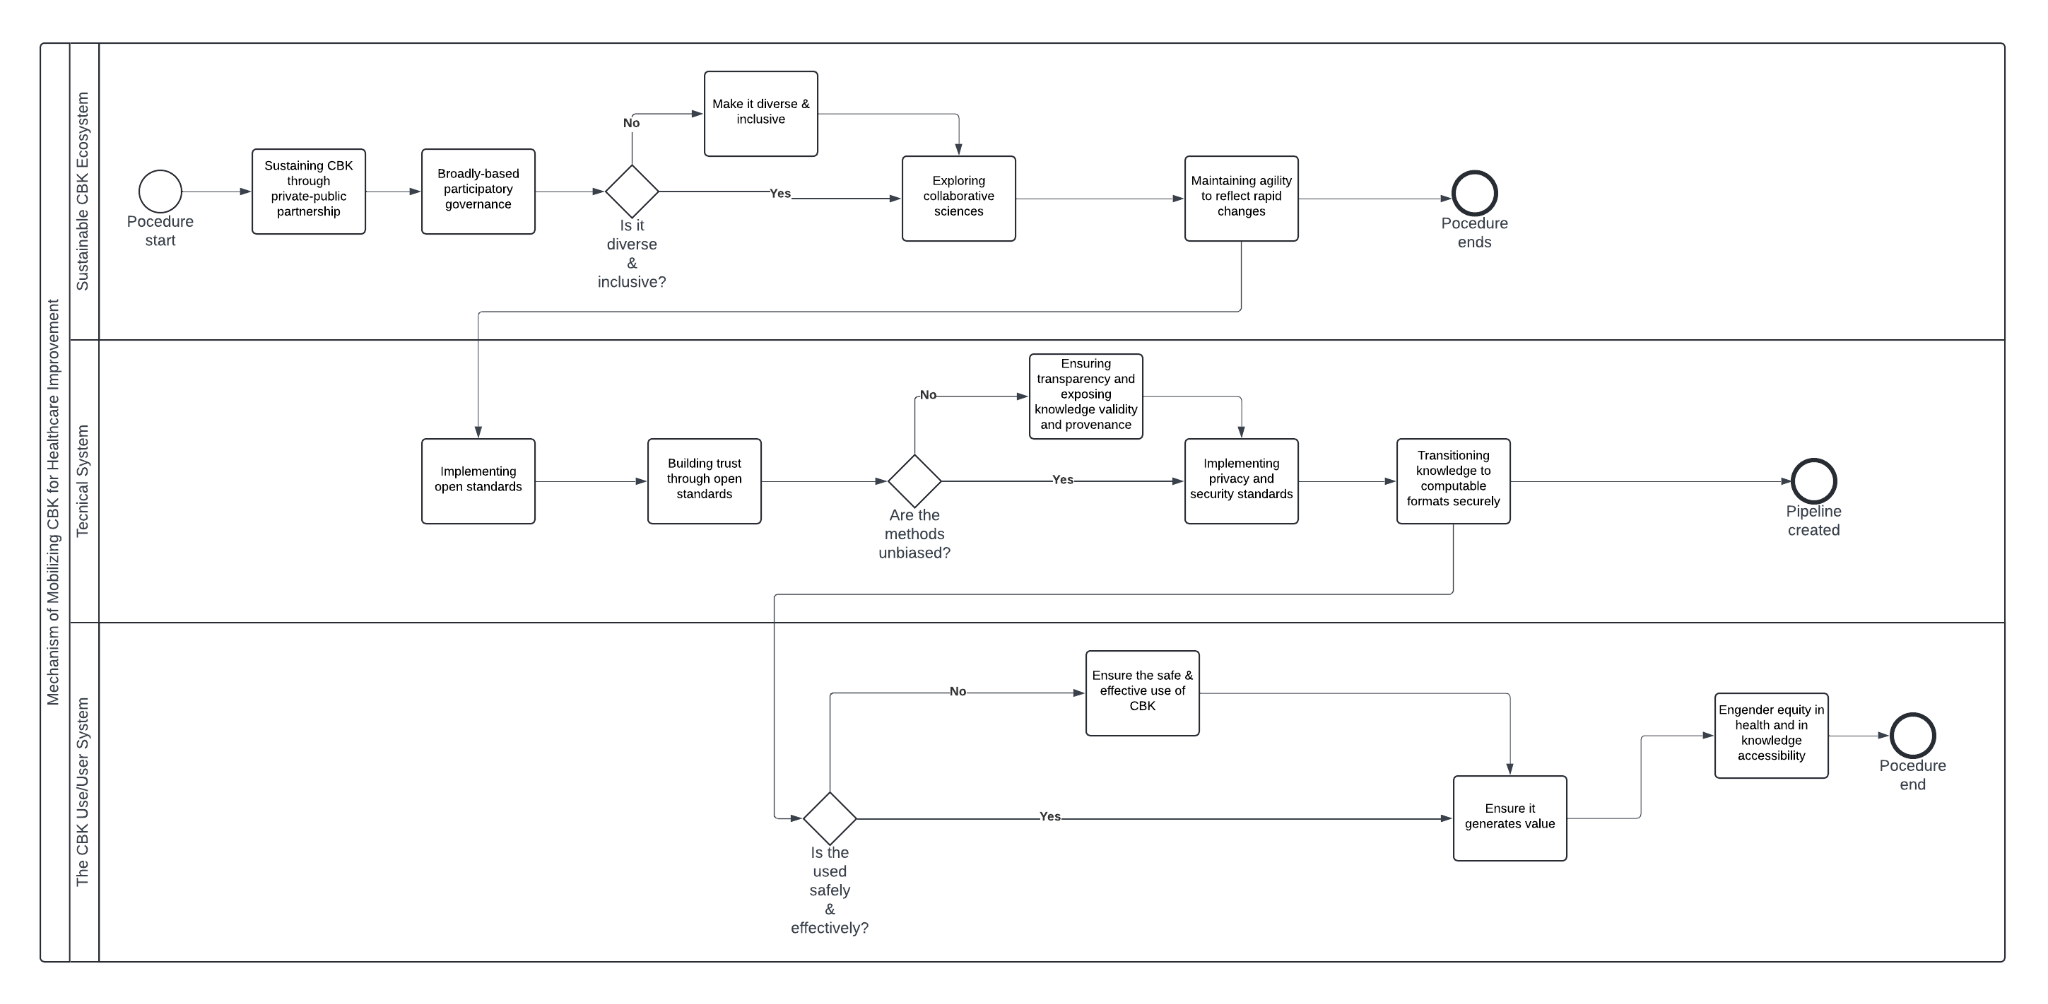 Mechanism of Mobilizing CBK for Healthcare Improvement
Sustainable CBK Ecosystem
Pocedure
start
Sustaining CBK
through
private-public
partnership
Broadly-based
participatory
governance
Is it
diverse
&
inclusive?
No
Make it diverse &
inclusive
Yes
Exploring
collaborative
sciences
Maintaining agility
to reflect rapid
changes
Pocedure
ends
Tecnical System
Implementing
open standards
Building trust
through open
standards
Are the
methods
unbiased?
No
Ensuring
transparency and
exposing
knowledge validity
and provenance
Yes
Implementing
privacy and
security standards
Transitioning
knowledge to
computable
formats securely
Pipeline
created
The CBK Use/User System
Is the
used
safely
&
effectively?
No
Ensure the safe &
effective use of
CBK
Yes
Ensure it
generates value
Engender equity in
health and in
knowledge
accessibility
Pocedure
end